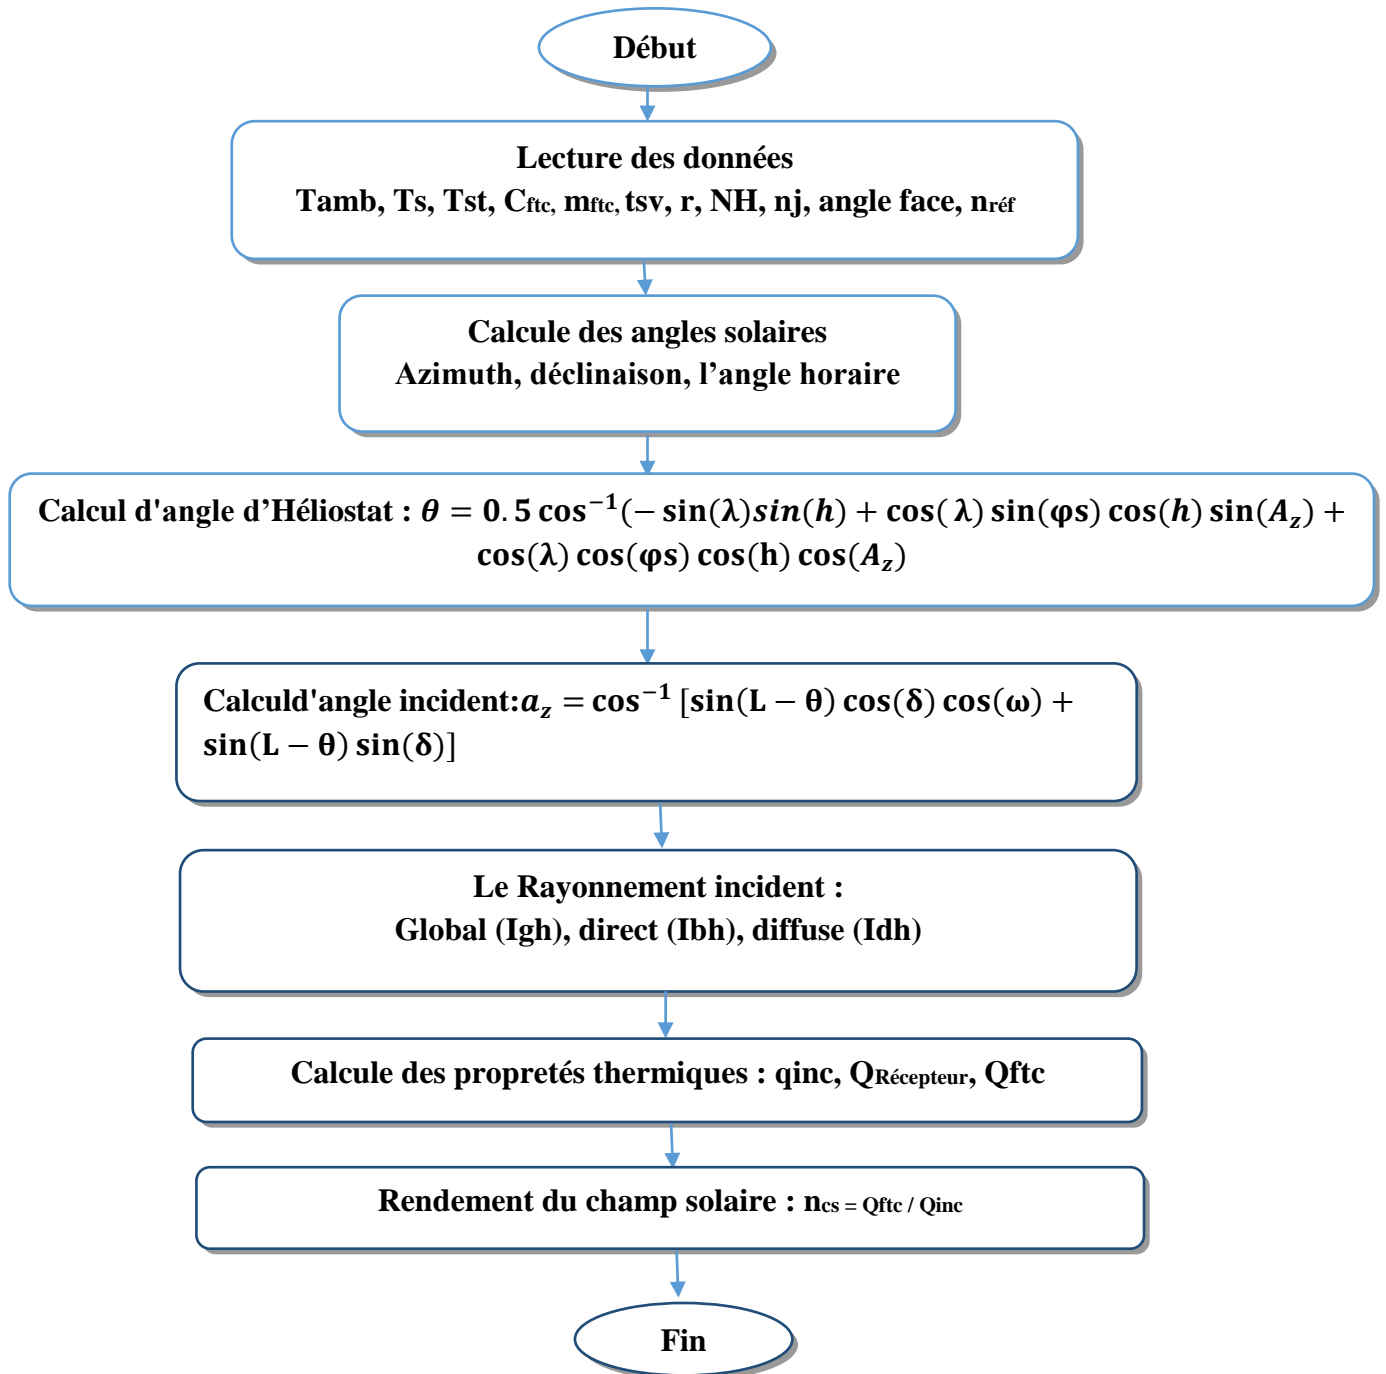 Début
Lecture des données
Tamb, Ts, Tst, Cftc, mftc, tsv, r, NH, nj, angle face, nréf
Calcule des angles solaires
Azimuth, déclinaison, l’angle horaire
Calcul d'angle d’Héliostat : θ = 0.5 cos⁻¹(− sin(λ)sin(h) + cos( λ) sin(φs) cos(h) sin(A_z) +
cos(λ) cos(φs) cos(h) cos(A_z)
Calculd'angle incident:a_z = cos⁻¹ [sin(L − θ) cos(δ) cos(ω) +
sin(L − θ) sin(δ)]
Le Rayonnement incident :
Global (Igh), direct (Ibh), diffuse (Idh)
Calcule des propretés thermiques : qinc, QRécepteur, Qftc
Rendement du champ solaire : ncs = Qftc / Qinc
Fin